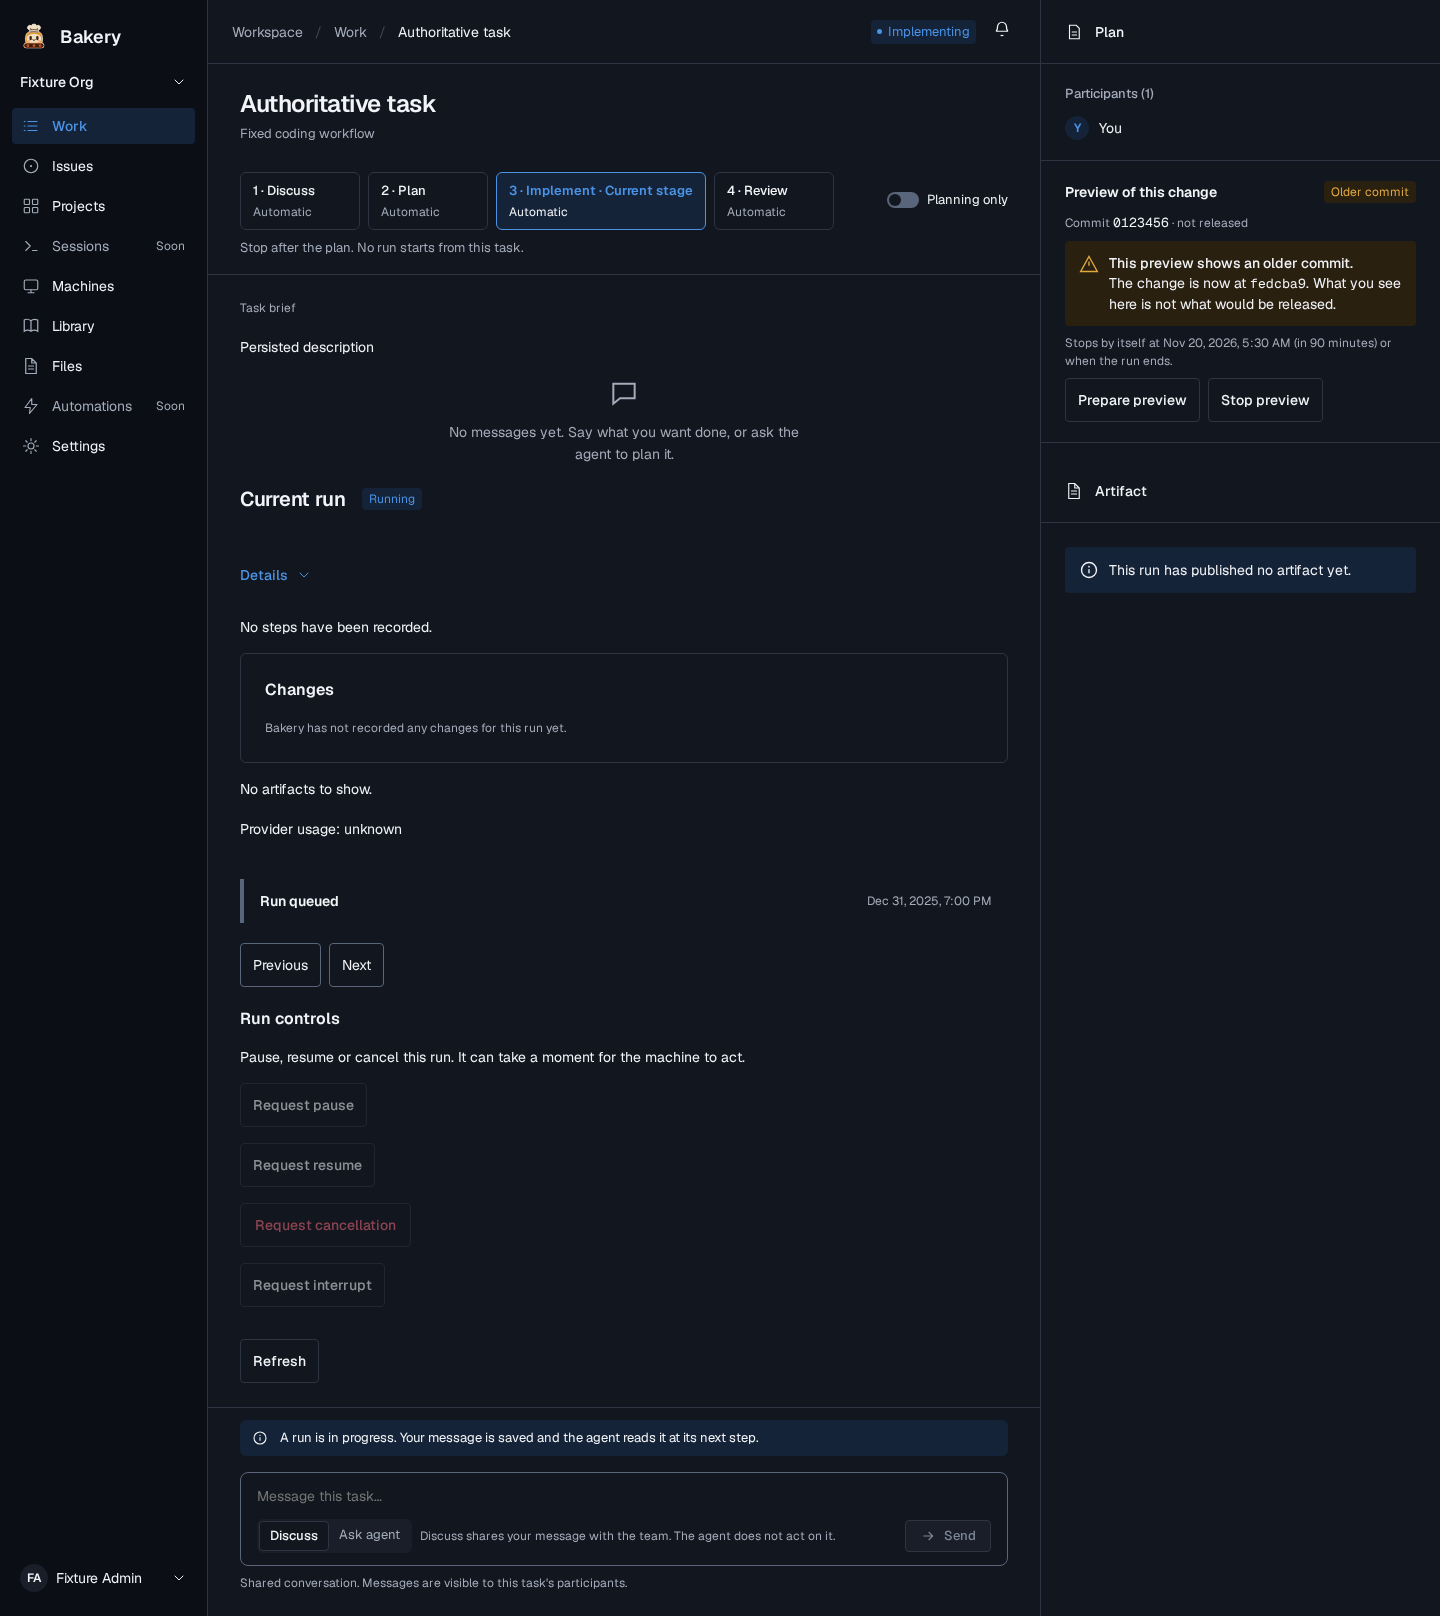 Bakery
Fixture Org
Work
Issues
Projects
Sessions Soon
Machines
Library
Files
Automations Soon
Settings
FA Fixture Admin
Workspace / Work / Authoritative task
Implementing
Authoritative task
Fixed coding workflow
1 · Discuss
Automatic
2 · Plan
Automatic
3 · Implement · Current stage
Automatic
4 · Review
Automatic
Planning only
Stop after the plan. No run starts from this task.
Task brief
Persisted description
No messages yet. Say what you want done, or ask the
agent to plan it.
Current run Running
Details
No steps have been recorded.
Changes
Bakery has not recorded any changes for this run yet.
No artifacts to show.
Provider usage: unknown
Run queued Dec 31, 2025, 7:00 PM
Previous Next
Run controls
Pause, resume or cancel this run. It can take a moment for the machine to act.
Request pause
Request resume
Request cancellation
Request interrupt
Refresh
A run is in progress. Your message is saved and the agent reads it at its next step.
Message this task…
Discuss Ask agent Discuss shares your message with the team. The agent does not act on it. Send
Shared conversation. Messages are visible to this task's participants.
Plan
Participants (1)
Y You
Preview of this change Older commit
Commit 0123456 · not released
This preview shows an older commit.
The change is now at fedcba9. What you see
here is not what would be released.
Stops by itself at Nov 20, 2026, 5:30 AM (in 90 minutes) or
when the run ends.
Prepare preview Stop preview
Artifact
This run has published no artifact yet.